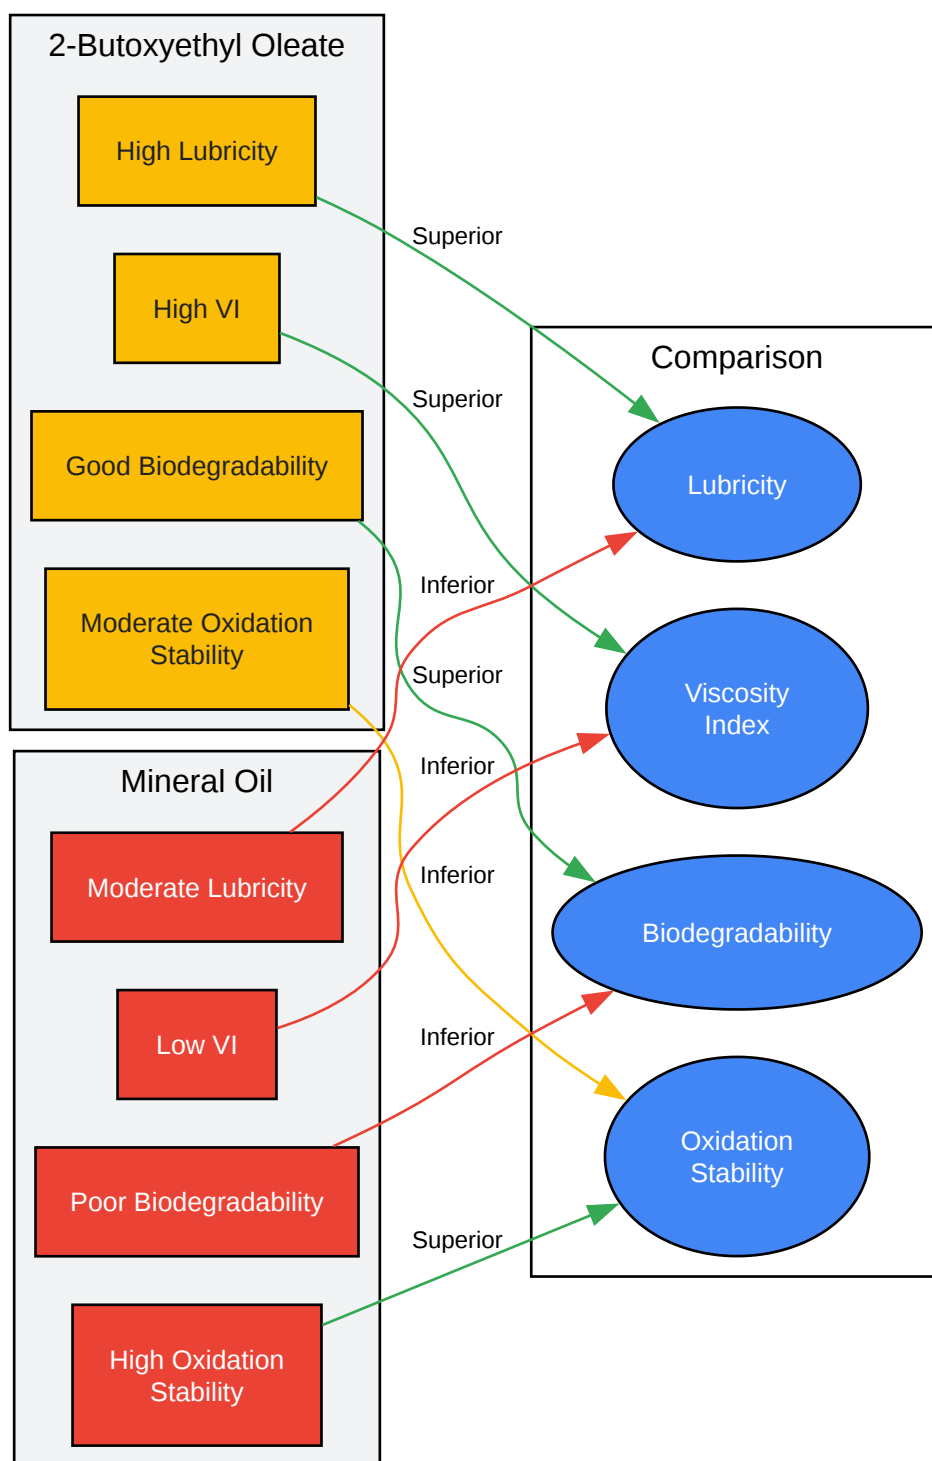 2-Butoxyethyl Oleate
High Lubricity
High VI
Good Biodegradability
Moderate Oxidation
Stability
Mineral Oil
Moderate Lubricity
Low VI
Poor Biodegradability
High Oxidation
Stability
Superior
Superior
Inferior
Superior
Inferior
Inferior
Inferior
Superior
Comparison
Lubricity
Viscosity
Index
Biodegradability
Oxidation
Stability